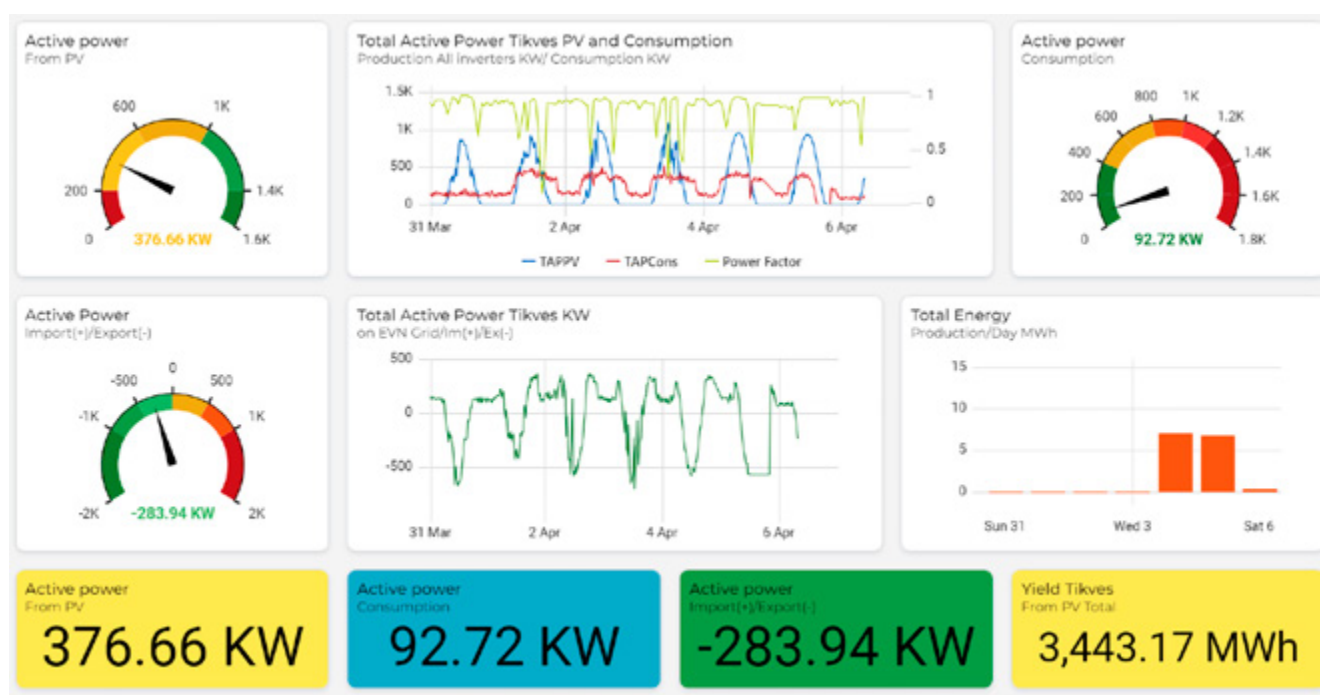 Active power
From PV
600
1K
200
1.4K
0
1.6K
376.66 KW
Total Active Power Tikves PV and Consumption
Production All inverters KW/ Consumption KW
1.5K
1K
500
0
1
0.5
0
31 Mar
2 Apr
4 Apr
6 Apr
TAPPV
TAPCons
Power Factor
Active power
Consumption
800
1K
600
1.2K
400
1.4K
200
1.6K
0
1.8K
92.72 KW
Active Power
Import(+)/Export(-)
0
-500
500
-1K
1K
-2K
2K
-283.94 KW
Total Active Power Tikves KW
on EVN Grid/Im(+)/Ex(-)
500
0
-500
31 Mar
2 Apr
4 Apr
6 Apr
Total Energy
Production/Day MWh
15
10
5
0
Sun 31
Wed 3
Sat 6
Active power
From PV
376.66 KW
Active power
Consumption
92.72 KW
Active power
Import(+)/Export(-)
-283.94 KW
Yield Tikves
From PV Total
3,443.17 MWh